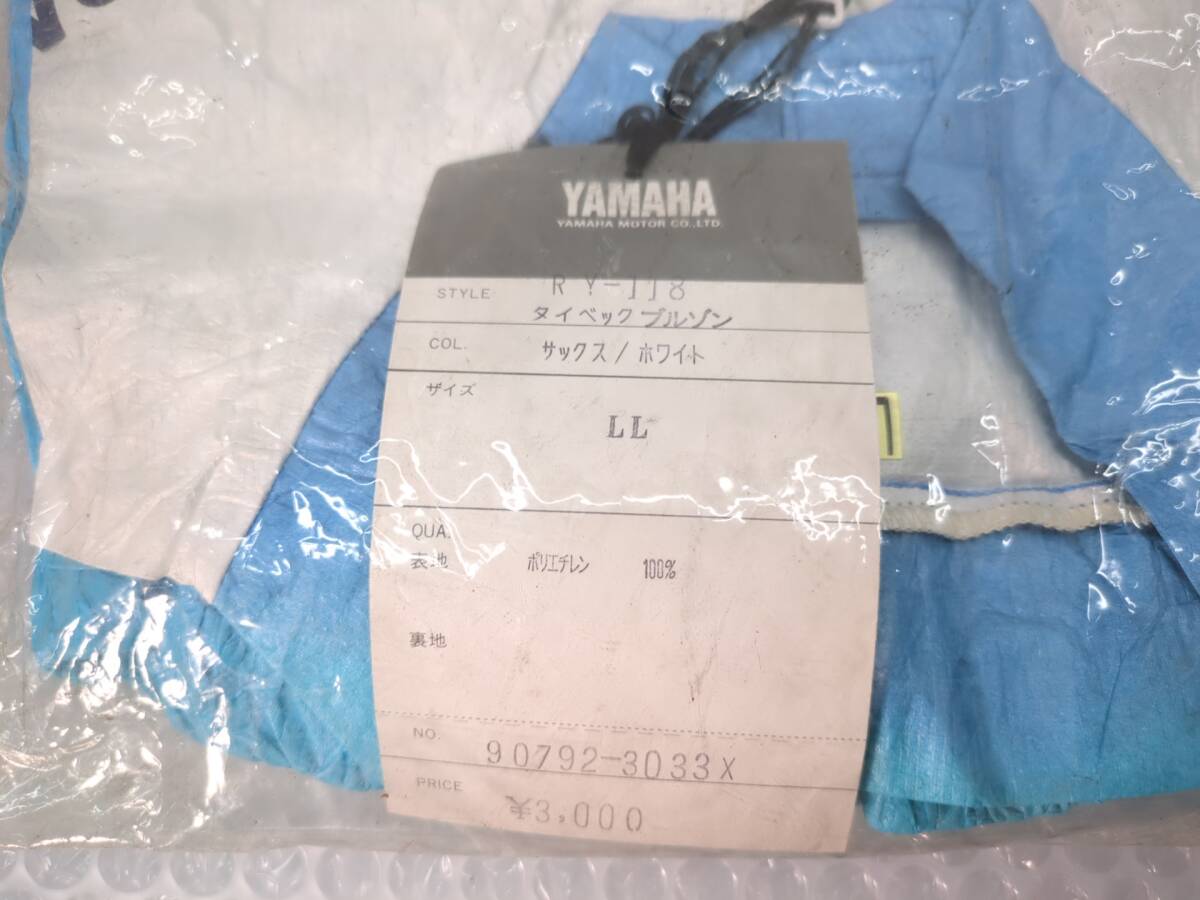 YAMAHA
YAMAHA MOTOR CO.,LTD.
STYLE RY-118
タイベック ブルゾン
COL. サックス/ホワイト
ザイズ
LL
QUA.
表地 ポリエチレン 100%
裏地
NO. 90792-3033X
PRICE ¥3,000